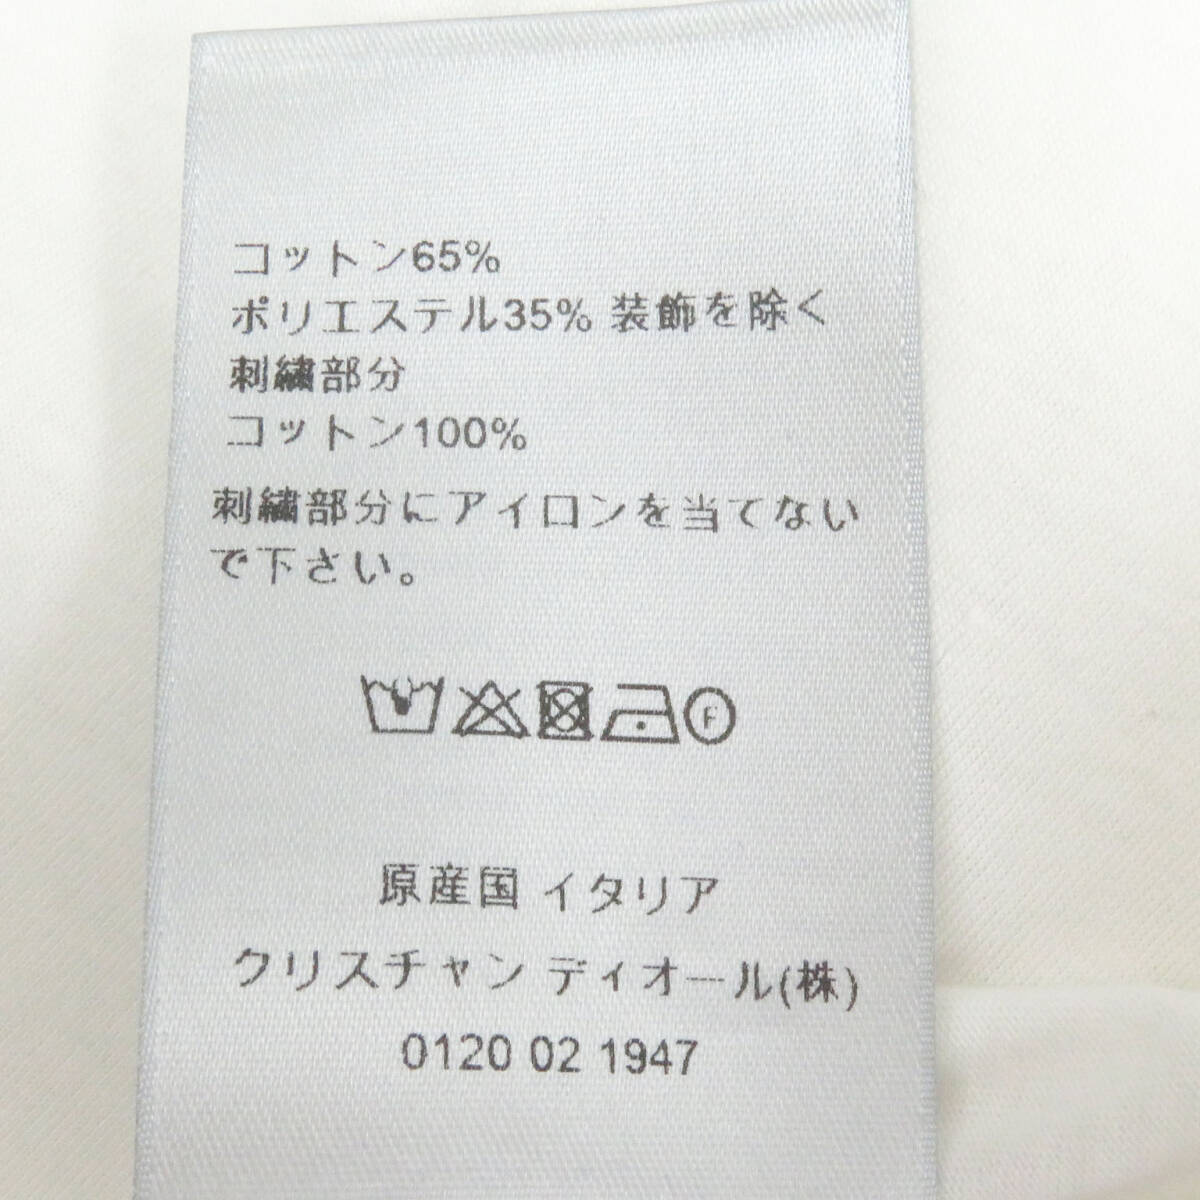 コットン65%
ポリエステル35% 装飾を除く
刺繍部分
コットン100%
刺繍部分にアイロンを当てない
で下さい。
F
原産国 イタリア
クリスチャン ディオール(株)
0120 02 1947